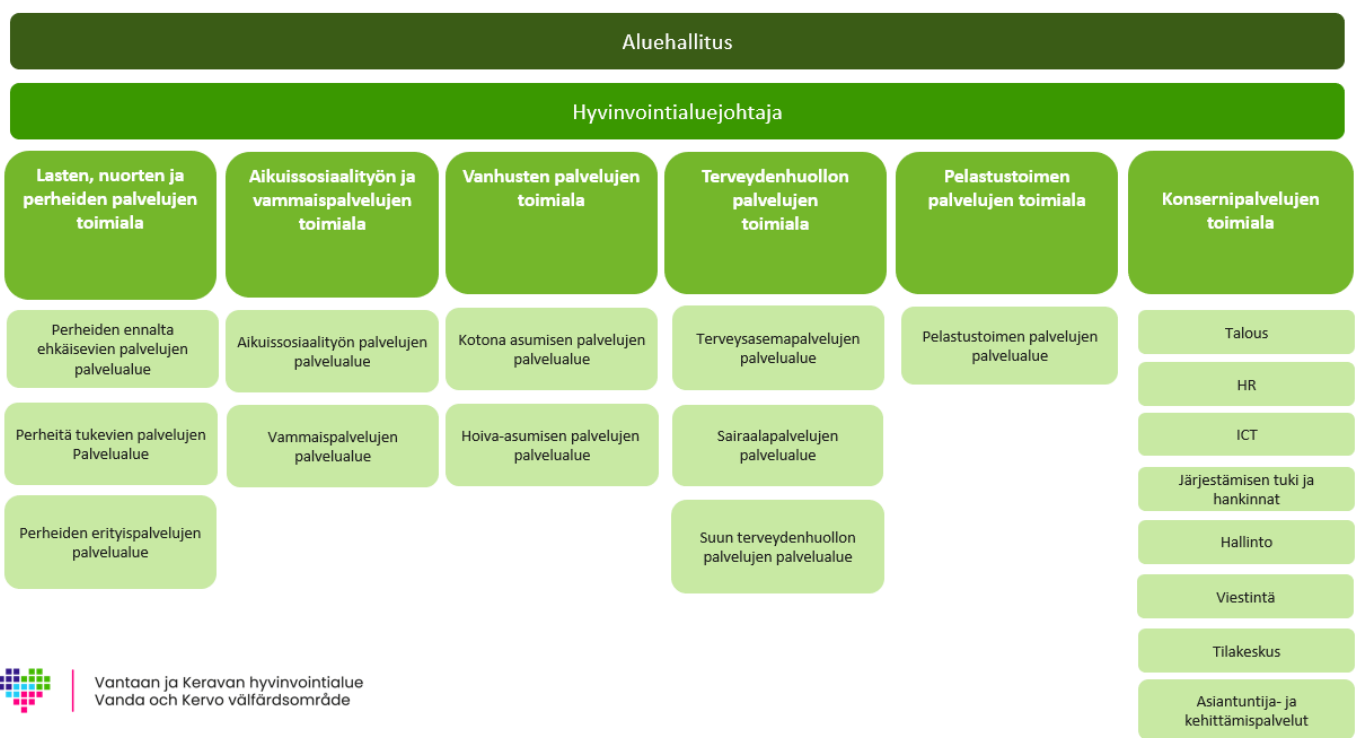 Aluehallitus
Hyvinvointialuejohtaja
Lasten, nuorten ja
perheiden palvelujen
toimiala
Perheiden ennalta
ehkäisevien palvelujen
palvelualue
Perheitä tukevien palvelujen
Palvelualue
Perheiden erityispalvelujen
palvelualue
Aikuissosiaalityön ja
vammaispalvelujen
toimiala
Aikuissosiaalityön palvelujen
palvelualue
Vammaispalvelujen
palvelualue
Vanhusten palvelujen
toimiala
Kotona asumisen palvelujen
palvelualue
Hoiva-asumisen palvelujen
palvelualue
Terveydenhuollon
palvelujen
toimiala
Terveysasemapalvelujen
palvelualue
Sairaalapalvelujen
palvelualue
Suun terveydenhuollon
palvelujen palvelualue
Pelastustoimen
palvelujen toimiala
Pelastustoimen palvelujen
palvelualue
Konsernipalvelujen
toimiala
Talous
HR
ICT
Järjestämisen tuki ja
hankinnat
Hallinto
Viestintä
Tilakeskus
Asiantuntija- ja
kehittämispalvelut
Vantaan ja Keravan hyvinvointialue
Vanda och Kervo välfärdsområde